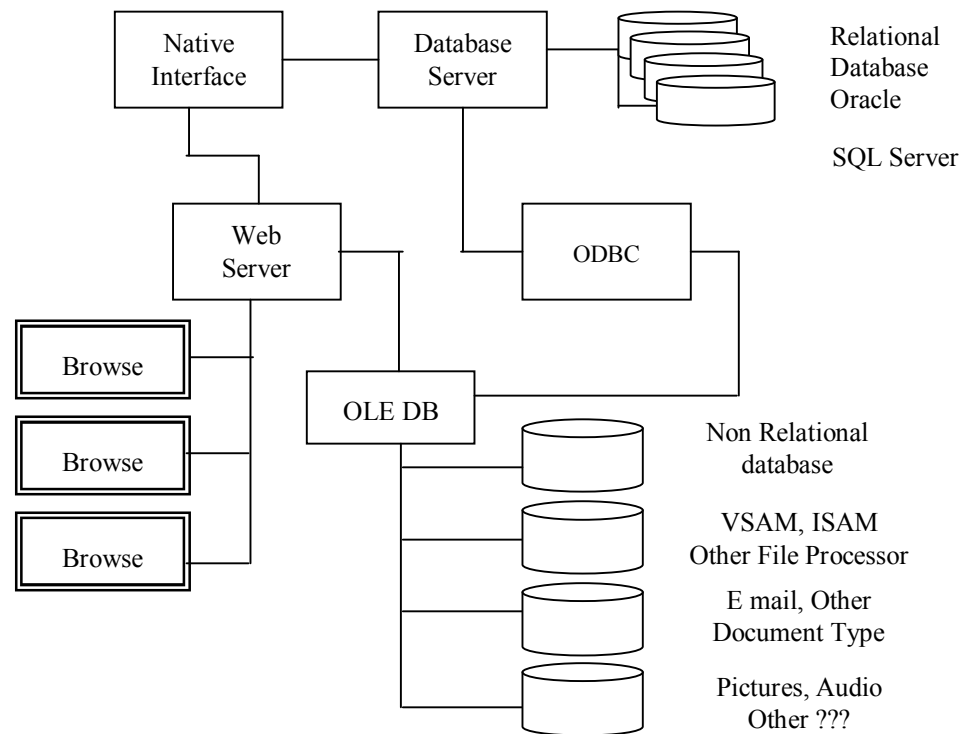 Native
Interface
Database
Server
Relational
Database
Oracle
SQL Server
Web
Server
ODBC
Browse
Browse
Browse
OLE DB
Non Relational
database
VSAM, ISAM
Other File Processor
E mail, Other
Document Type
Pictures, Audio
Other ???